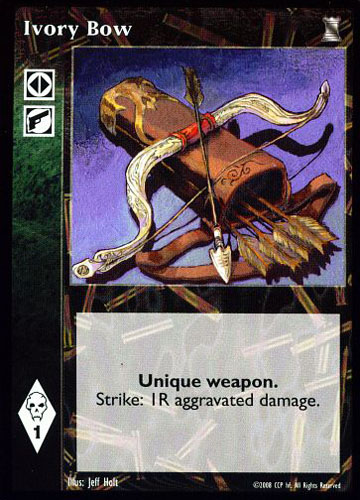 Ivory Bow
Unique weapon.
Strike: 1R aggravated damage.
1
Illus: Jeff Holt
©2008 CCP hf. All Rights Reserved